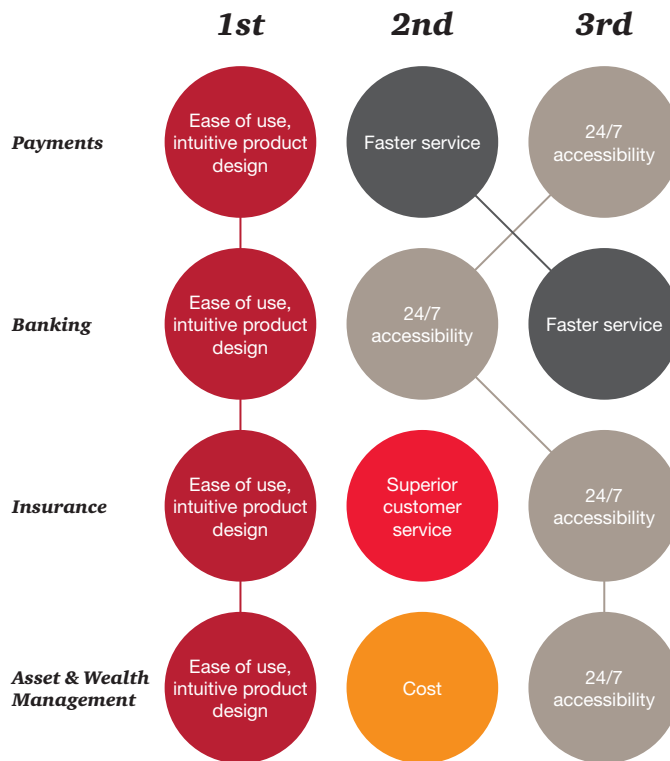 1st 2nd 3rd
Payments
Ease of use,
intuitive product
design
Faster service
24/7
accessibility
Banking
Ease of use,
intuitive product
design
24/7
accessibility
Faster service
Insurance
Ease of use,
intuitive product
design
Superior
customer
service
24/7
accessibility
Asset & Wealth
Management
Ease of use,
intuitive product
design
Cost
24/7
accessibility